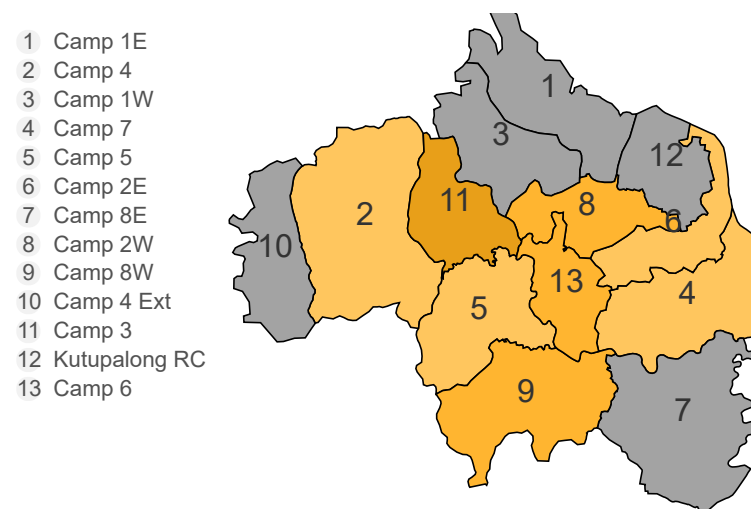 1 Camp 1E
2 Camp 4
3 Camp 1W
4 Camp 7
5 Camp 5
6 Camp 2E
7 Camp 8E
8 Camp 2W
9 Camp 8W
10 Camp 4 Ext
11 Camp 3
12 Kutupalong RC
13 Camp 6
1
3
12
2
11
8
6
10
13
4
5
9
7